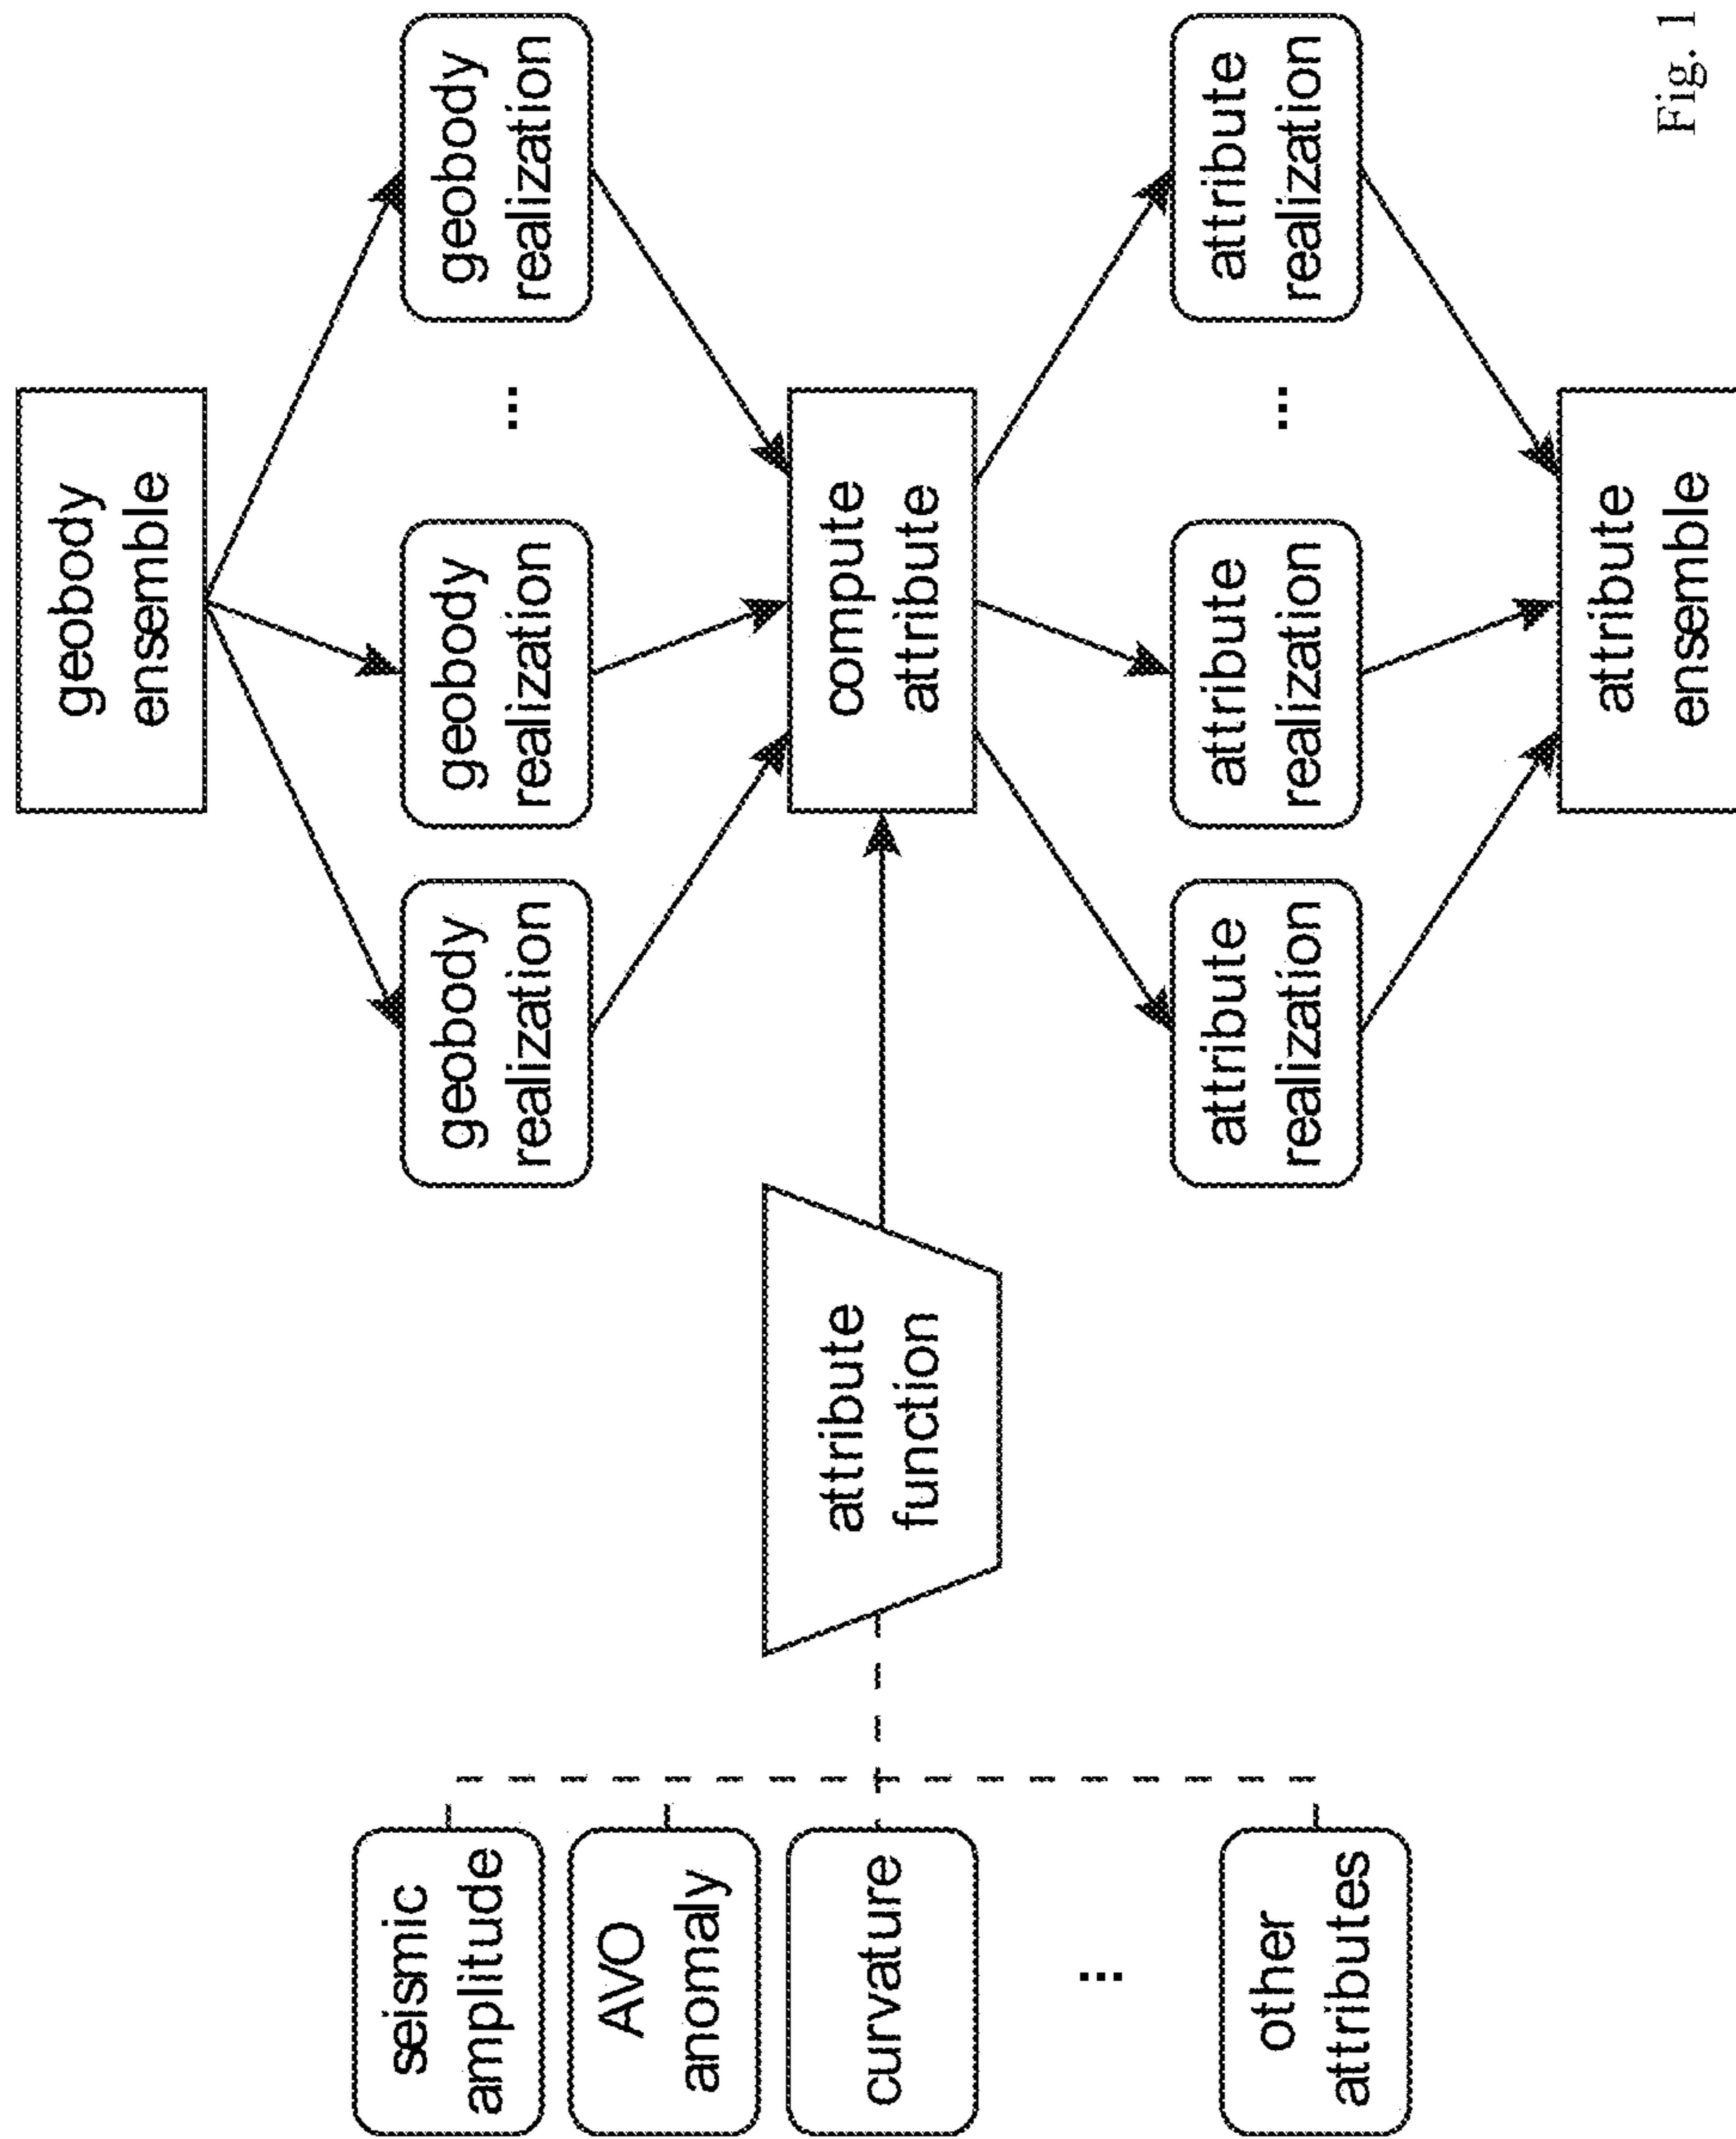 geobody
ensemble
geobody
realization
geobody
realization
...
geobody
realization
seismic
amplitude
AVO
anomaly
curvature
...
other
attributes
attribute
function
compute
attribute
attribute
realization
attribute
realization
...
attribute
realization
attribute
ensemble
Fig. 1